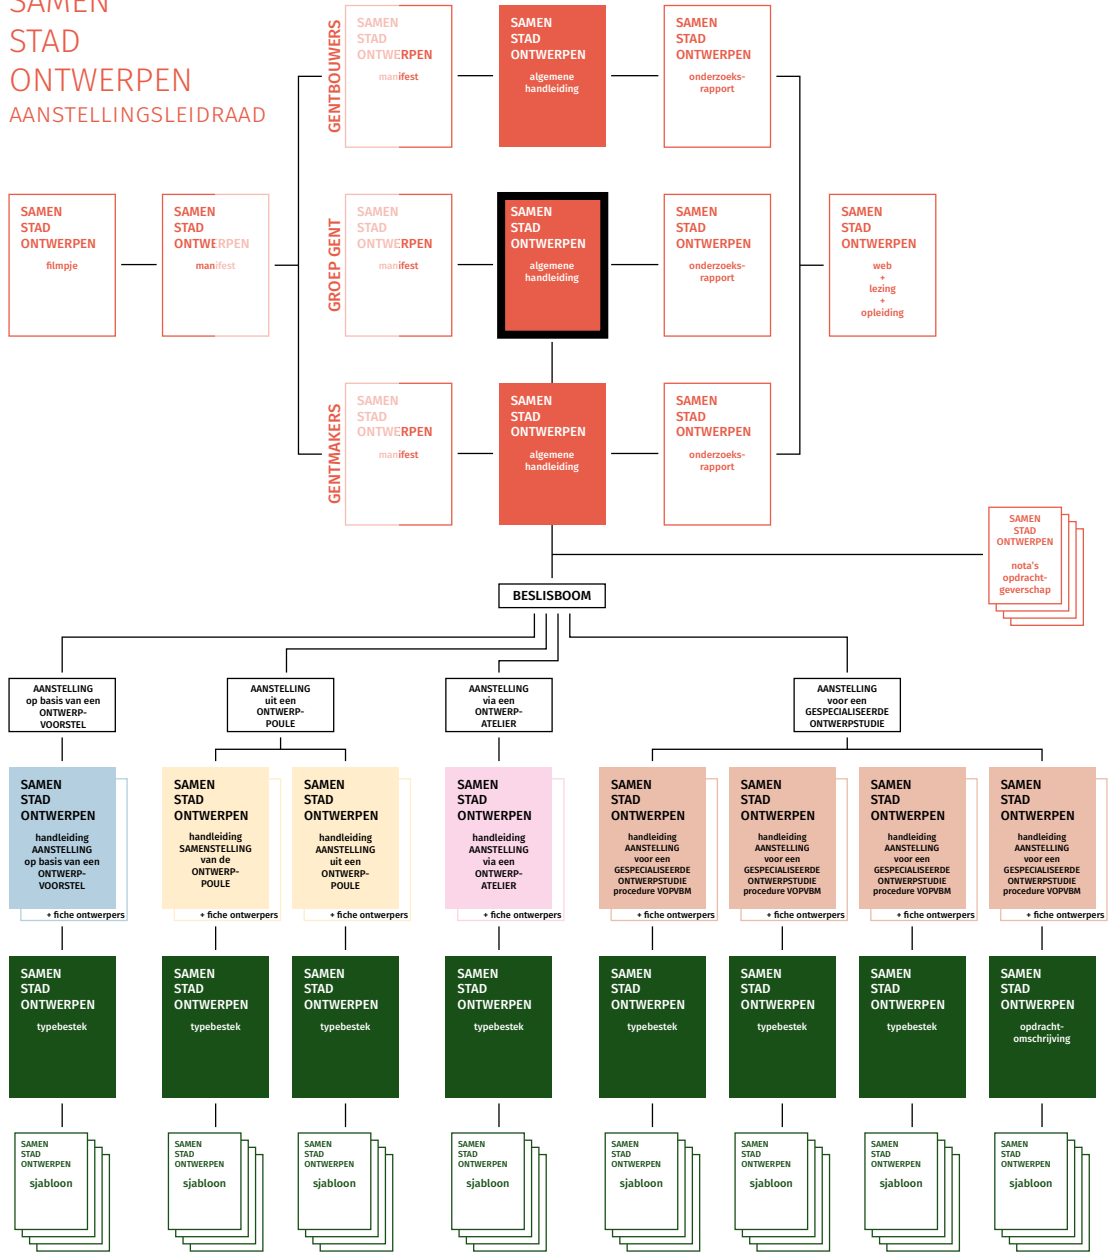 SAMEN
STAD
ONTWERPEN
AANSTELLINGSLEIDRAAD
GENTBOUWERS
SAMEN
STAD
ONTWERPEN
manifest
SAMEN
STAD
ONTWERPEN
algemene
handleiding
SAMEN
STAD
ONTWERPEN
onderzoeks-
rapport
SAMEN
STAD
ONTWERPEN
filmpje
SAMEN
STAD
ONTWERPEN
manifest
GROEP GENT
SAMEN
STAD
ONTWERPEN
manifest
SAMEN
STAD
ONTWERPEN
algemene
handleiding
SAMEN
STAD
ONTWERPEN
onderzoeks-
rapport
SAMEN
STAD
ONTWERPEN
web
+
lezing
+
opleiding
GENTMAKERS
SAMEN
STAD
ONTWERPEN
manifest
SAMEN
STAD
ONTWERPEN
algemene
handleiding
SAMEN
STAD
ONTWERPEN
onderzoeks-
rapport
SAMEN
STAD
ONTWERPEN
nota's
opdracht-
geverschap
BESLISBOOM
AANSTELLING
op basis van een
ONTWERP-
VOORSTEL
AANSTELLING
uit een
ONTWERP-
POULE
AANSTELLING
via een
ONTWERP-
ATELIER
AANSTELLING
voor een
GESPECIALISEERDE
ONTWERPSTUDIE
SAMEN
STAD
ONTWERPEN
handleiding
AANSTELLING
op basis van een
ONTWERP-
VOORSTEL
+ fiche ontwerpers
SAMEN
STAD
ONTWERPEN
handleiding
SAMENSTELLING
van de
ONTWERP-
POULE
+ fiche ontwerpers
SAMEN
STAD
ONTWERPEN
handleiding
AANSTELLING
uit een
ONTWERP-
POULE
+ fiche ontwerpers
SAMEN
STAD
ONTWERPEN
handleiding
AANSTELLING
via een
ONTWERP-
ATELIER
+ fiche ontwerpers
SAMEN
STAD
ONTWERPEN
handleiding
AANSTELLING
voor een
GESPECIALISEERDE
ONTWERPSTUDIE
procedure VOPVBM
+ fiche ontwerpers
SAMEN
STAD
ONTWERPEN
handleiding
AANSTELLING
voor een
GESPECIALISEERDE
ONTWERPSTUDIE
procedure VOPVBM
+ fiche ontwerpers
SAMEN
STAD
ONTWERPEN
handleiding
AANSTELLING
voor een
GESPECIALISEERDE
ONTWERPSTUDIE
procedure VOPVBM
+ fiche ontwerpers
SAMEN
STAD
ONTWERPEN
handleiding
AANSTELLING
voor een
GESPECIALISEERDE
ONTWERPSTUDIE
procedure VOPVBM
+ fiche ontwerpers
SAMEN
STAD
ONTWERPEN
typebestek
SAMEN
STAD
ONTWERPEN
typebestek
SAMEN
STAD
ONTWERPEN
typebestek
SAMEN
STAD
ONTWERPEN
typebestek
SAMEN
STAD
ONTWERPEN
typebestek
SAMEN
STAD
ONTWERPEN
typebestek
SAMEN
STAD
ONTWERPEN
typebestek
SAMEN
STAD
ONTWERPEN
opdracht-
omschrijving
SAMEN
STAD
ONTWERPEN
sjabloon
SAMEN
STAD
ONTWERPEN
sjabloon
SAMEN
STAD
ONTWERPEN
sjabloon
SAMEN
STAD
ONTWERPEN
sjabloon
SAMEN
STAD
ONTWERPEN
sjabloon
SAMEN
STAD
ONTWERPEN
sjabloon
SAMEN
STAD
ONTWERPEN
sjabloon
SAMEN
STAD
ONTWERPEN
sjabloon